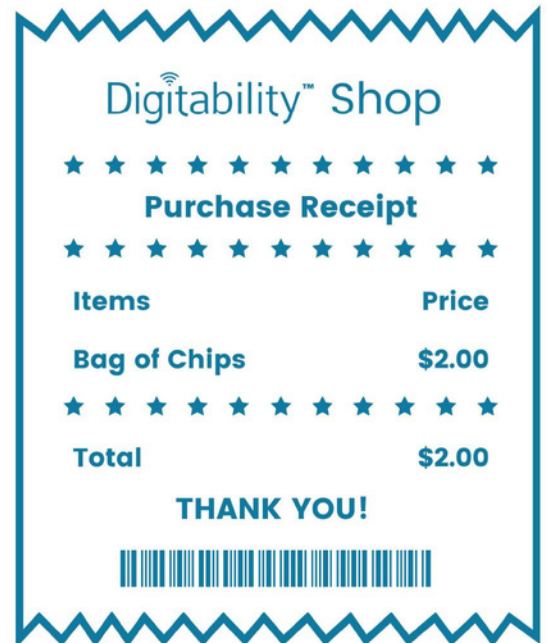 Digitability™ Shop
Purchase Receipt
Items Price
Bag of Chips $2.00
Total $2.00
THANK YOU!